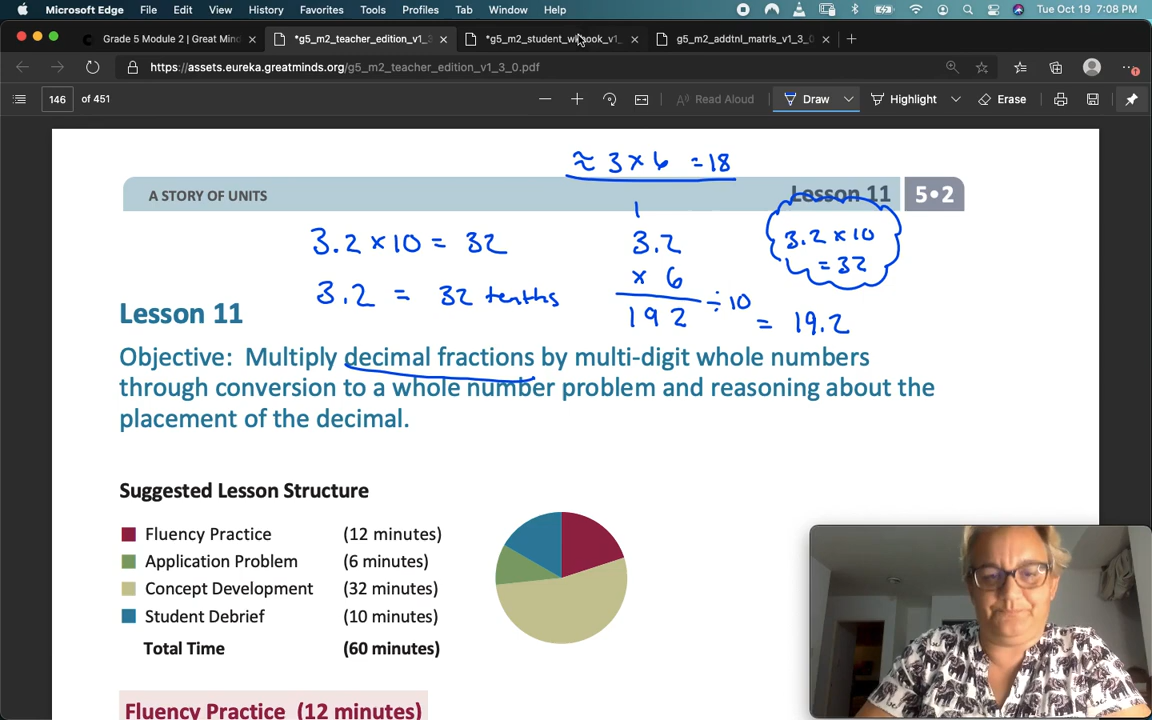 Microsoft Edge File Edit View History Favorites Tools Profiles Tab Window Help Tue Oct 19 7:08 PM
Grade 5 Module 2 | Great Mind *g5_m2_teacher_edition_v1_3 *g5_m2_student_w book_v1_ g5_m2_addtnl_matrls_v1_3_0.
https://assets.eureka.greatminds.org/g5_m2_teacher_edition_v1_3_0.pdf
146 of 451 Read Aloud Draw Highlight Erase
≈ 3 x 6 = 18
A STORY OF UNITS Lesson 11 5•2
1
3.2 x 10 = 32 3.2 3.2 x 10
x 6 = 32
3.2 = 32 tenths
192 ÷ 10 = 19.2
Lesson 11
Objective: Multiply decimal fractions by multi-digit whole numbers
through conversion to a whole number problem and reasoning about the
placement of the decimal.
Suggested Lesson Structure
Fluency Practice (12 minutes)
Application Problem (6 minutes)
Concept Development (32 minutes)
Student Debrief (10 minutes)
Total Time (60 minutes)
Fluency Practice (12 minutes)